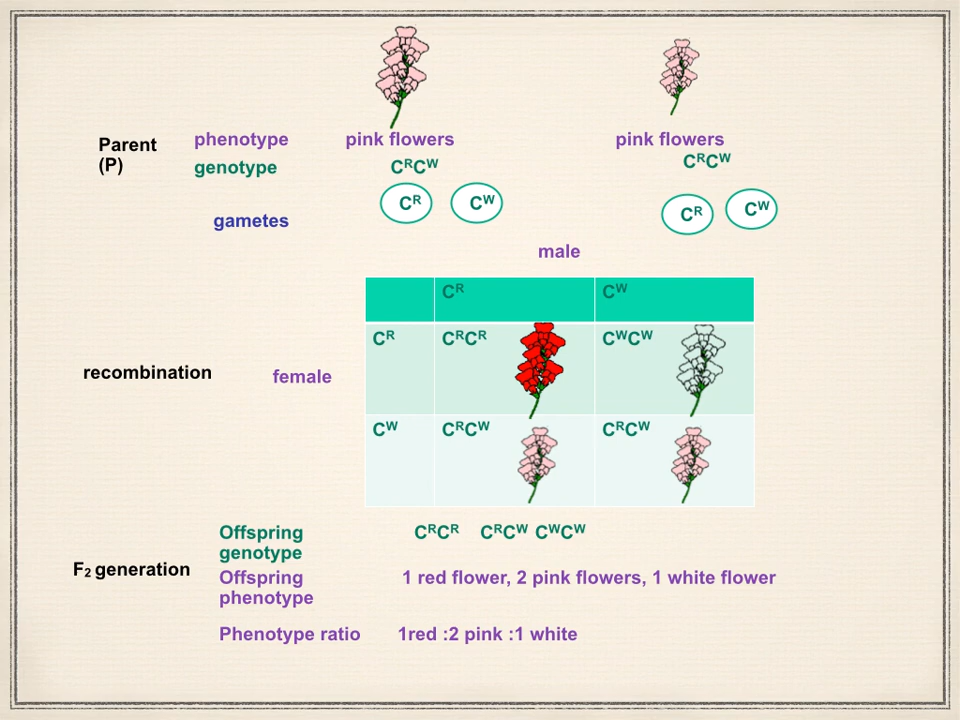 Parent (P)
phenotype pink flowers pink flowers
genotype CᴿCᵂ CᴿCᵂ
gametes Cᴿ Cᵂ Cᴿ Cᵂ
male
Cᴿ Cᵂ
Cᴿ CᴿCᴿ CᵂCᵂ
recombination female
Cᵂ CᴿCᵂ CᴿCᵂ
Offspring genotype CᴿCᴿ CᴿCᵂ CᵂCᵂ
F₂ generation
Offspring phenotype 1 red flower, 2 pink flowers, 1 white flower
Phenotype ratio 1red :2 pink :1 white